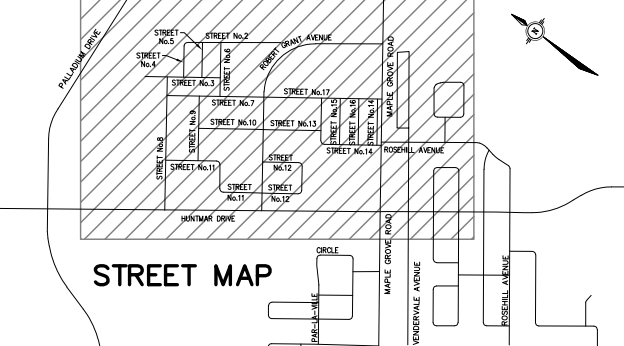 STREET
No.5
STREET No.2
STREET
No.4
STREET No.6
ROBERT GRANT AVENUE
PALLADIUM DRIVE
MAPLE GROVE ROAD
N
STREET No.3
STREET No.17
STREET No.7
STREET No.9
STREET No.10
STREET No.13
STREET No.15
STREET No.16
STREET No.14
STREET No.14
ROSEHILL AVENUE
STREET No.8
STREET No.11
STREET
No.12
STREET
No.11
STREET
No.12
HUNTMAR DRIVE
MAPLE GROVE ROAD
CIRCLE
STREET MAP
PAR-LA-VILLE
VENDERVALE AVENUE
ROSEHILL AVENUE